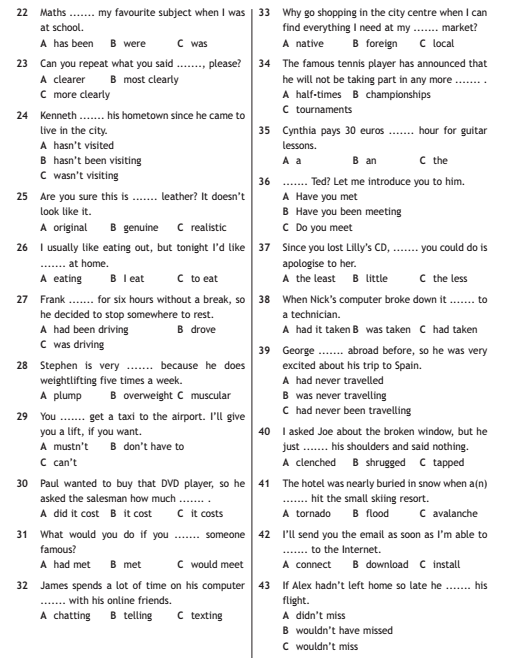 22 Maths ....... my favourite subject when I was
at school.
A has been B were C was
23 Can you repeat what you said ......., please?
A clearer B most clearly
C more clearly
24 Kenneth ....... his hometown since he came to
live in the city.
A hasn't visited
B hasn't been visiting
C wasn't visiting
25 Are you sure this is ....... leather? It doesn't
look like it.
A original B genuine C realistic
26 I usually like eating out, but tonight I'd like
....... at home.
A eating B I eat C to eat
27 Frank ....... for six hours without a break, so
he decided to stop somewhere to rest.
A had been driving B drove
C was driving
28 Stephen is very ....... because he does
weightlifting five times a week.
A plump B overweight C muscular
29 You ....... get a taxi to the airport. I'll give
you a lift, if you want.
A mustn't B don't have to
C can't
30 Paul wanted to buy that DVD player, so he
asked the salesman how much ....... .
A did it cost B it cost C it costs
31 What would you do if you ....... someone
famous?
A had met B met C would meet
32 James spends a lot of time on his computer
....... with his online friends.
A chatting B telling C texting
33 Why go shopping in the city centre when I can
find everything I need at my ....... market?
A native B foreign C local
34 The famous tennis player has announced that
he will not be taking part in any more ....... .
A half-times B championships
C tournaments
35 Cynthia pays 30 euros ....... hour for guitar
lessons.
A a B an C the
36 ....... Ted? Let me introduce you to him.
A Have you met
B Have you been meeting
C Do you meet
37 Since you lost Lilly's CD, ....... you could do is
apologise to her.
A the least B little C the less
38 When Nick's computer broke down it ....... to
a technician.
A had it taken B was taken C had taken
39 George ....... abroad before, so he was very
excited about his trip to Spain.
A had never travelled
B was never travelling
C had never been travelling
40 I asked Joe about the broken window, but he
just ....... his shoulders and said nothing.
A clenched B shrugged C tapped
41 The hotel was nearly buried in snow when a(n)
....... hit the small skiing resort.
A tornado B flood C avalanche
42 I'll send you the email as soon as I'm able to
....... to the Internet.
A connect B download C install
43 If Alex hadn't left home so late he ....... his
flight.
A didn't miss
B wouldn't have missed
C wouldn't miss